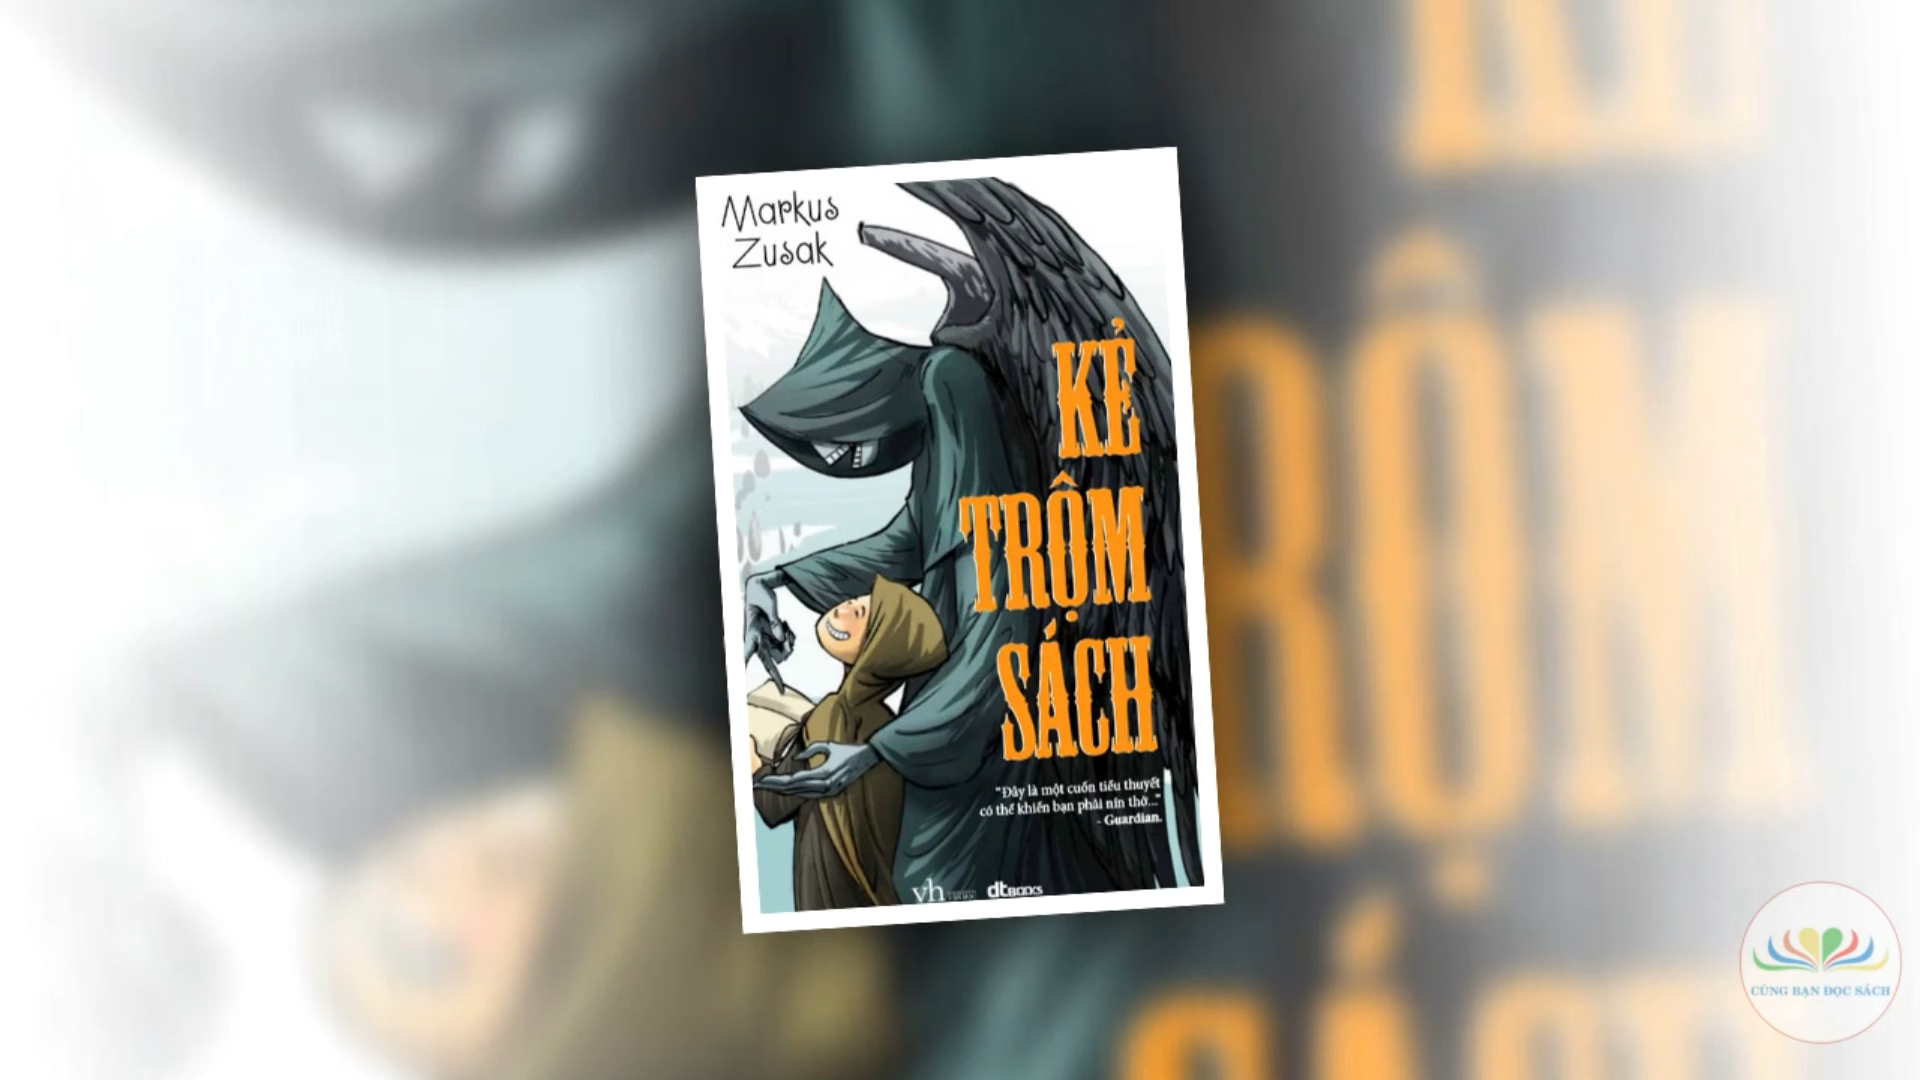 Markus
Zusak
KẺ
TRỘM
SÁCH
"Đây là một cuốn tiểu thuyết
có thể khiến bạn phải nín thở..."
- Guardian.
vh dtBOOKS
CÙNG BẠN ĐỌC SÁCH